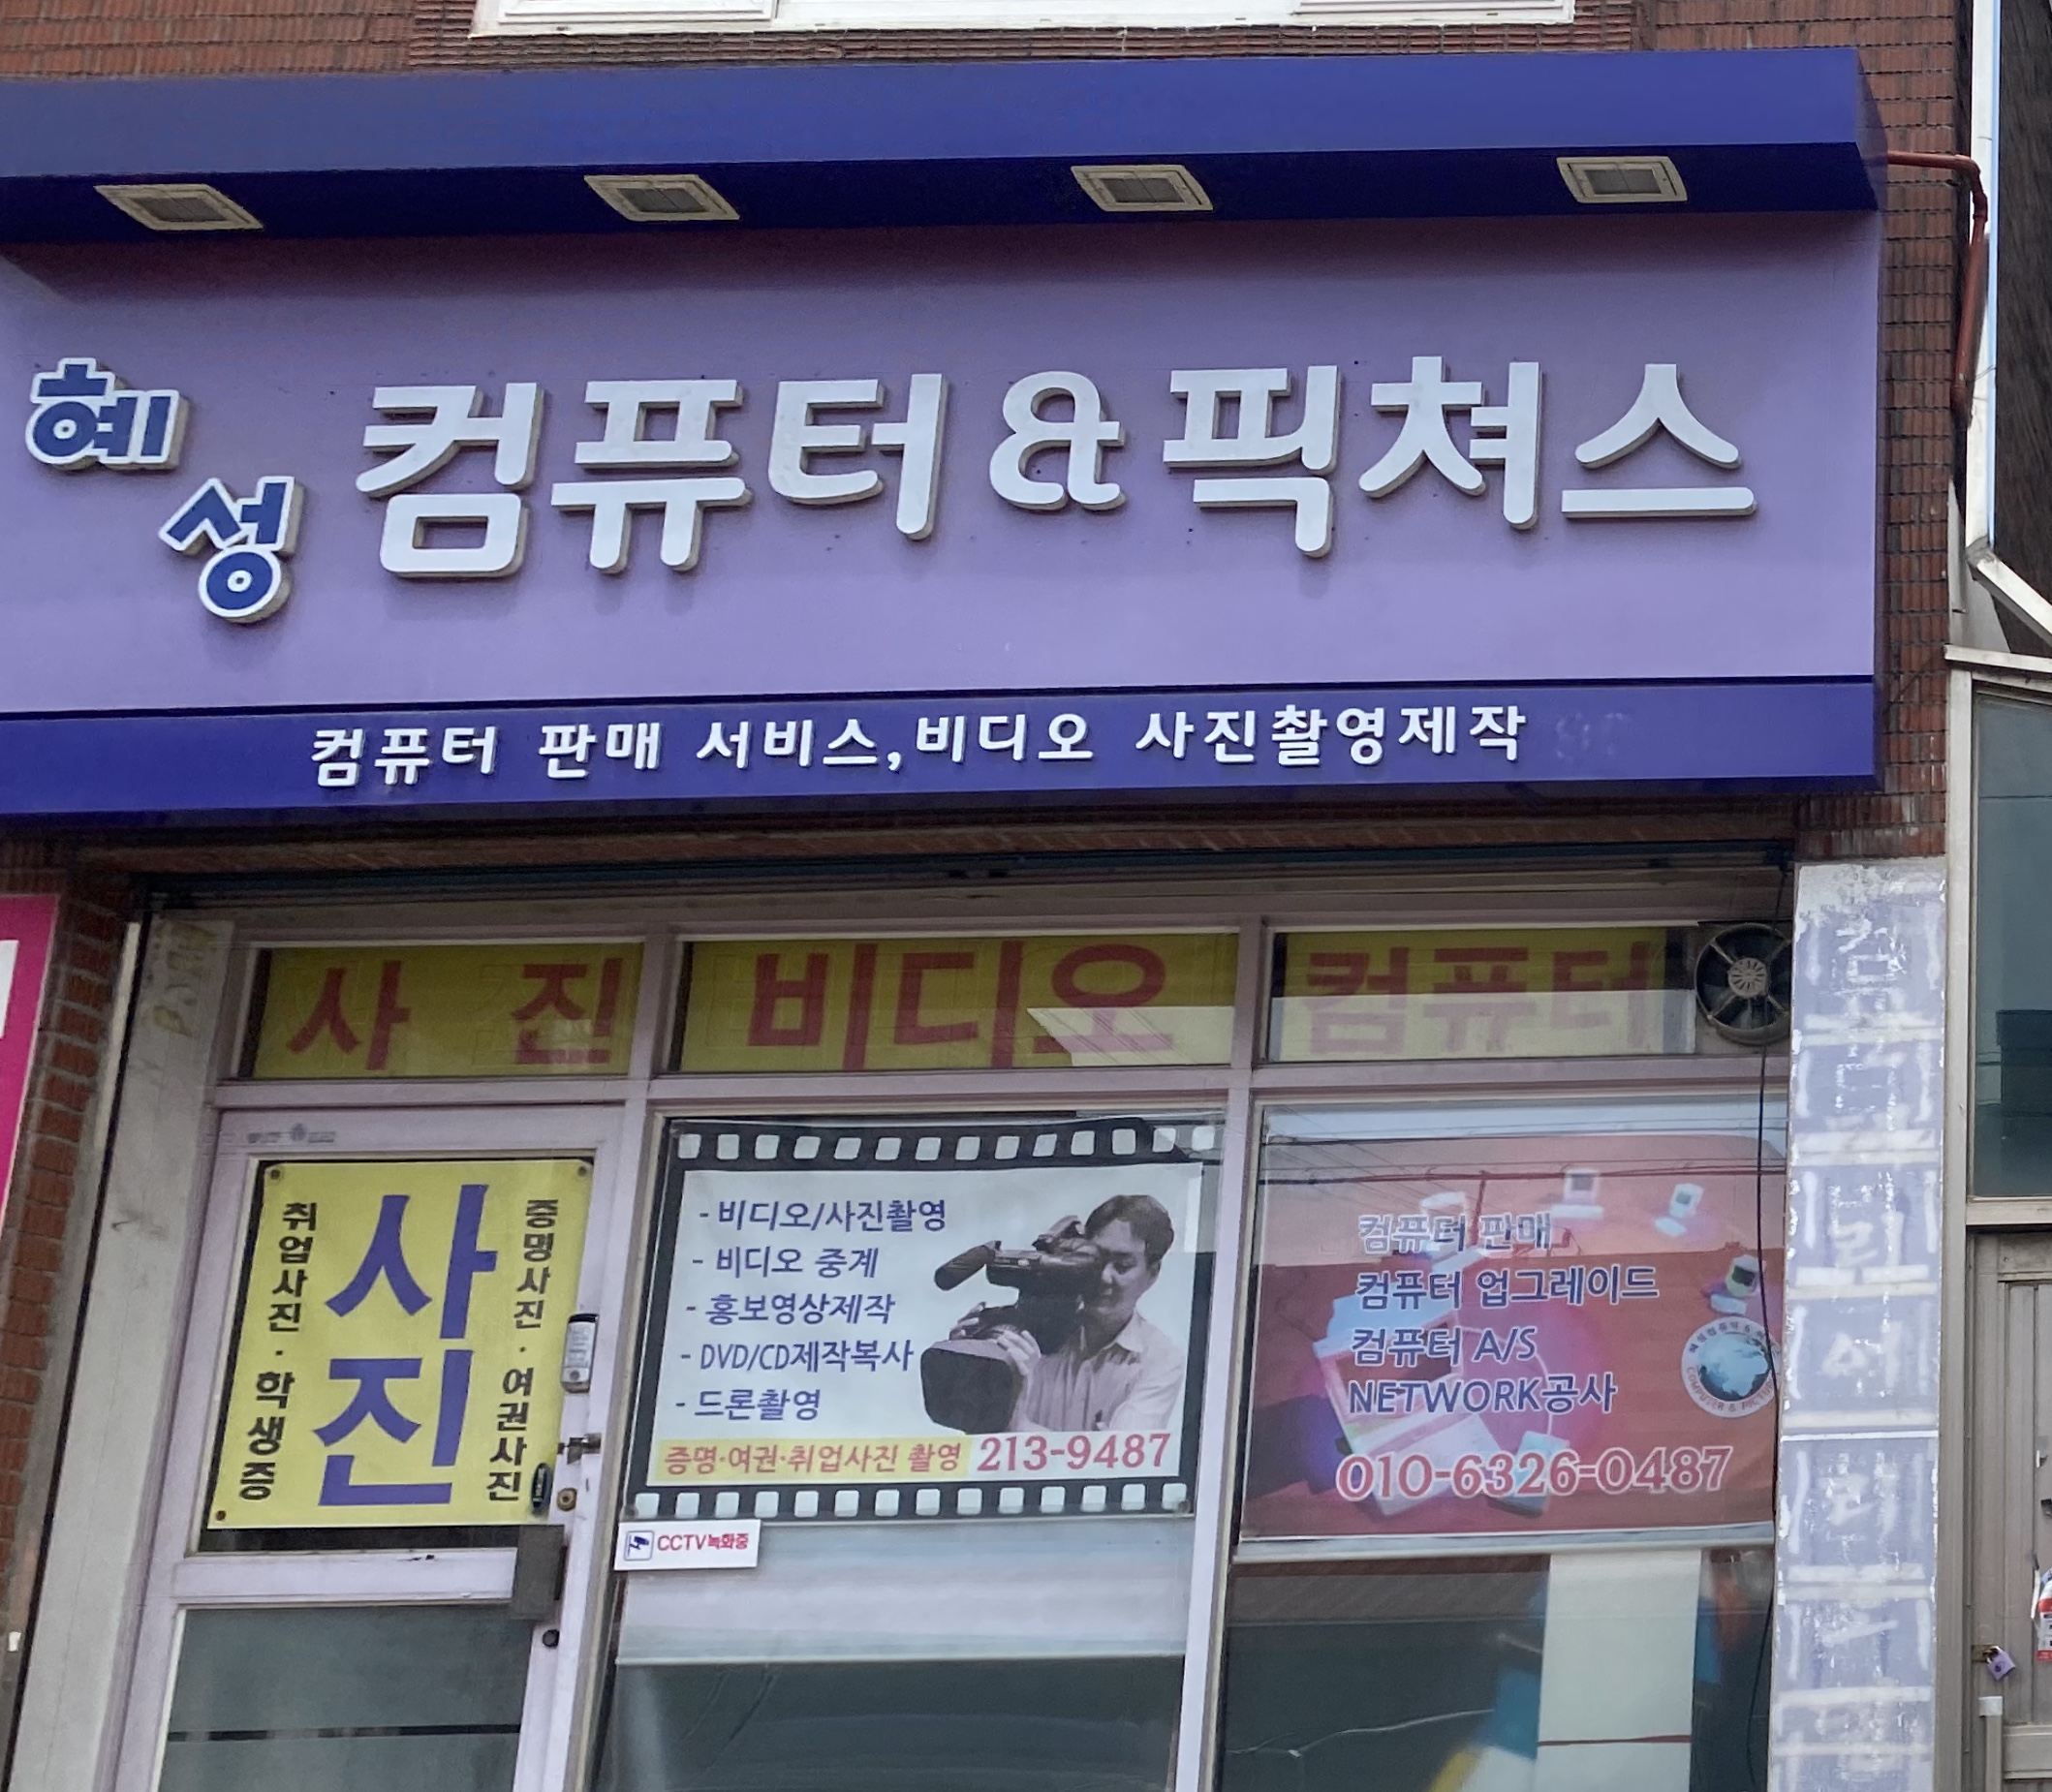 혜성 컴퓨터&픽쳐스
컴퓨터 판매 서비스,비디오 사진촬영제작
사진 비디오 컴퓨터
사진
취업사진·학생증
증명사진·여권사진
-비디오/사진촬영
- 비디오 중계
- 홍보영상제작
- DVD/CD제작복사
- 드론촬영
증명·여권·취업사진 촬영 213-9487
CCTV녹화중
컴퓨터 판매
컴퓨터 업그레이드
컴퓨터 A/S
NETWORK공사
010-6326-0487